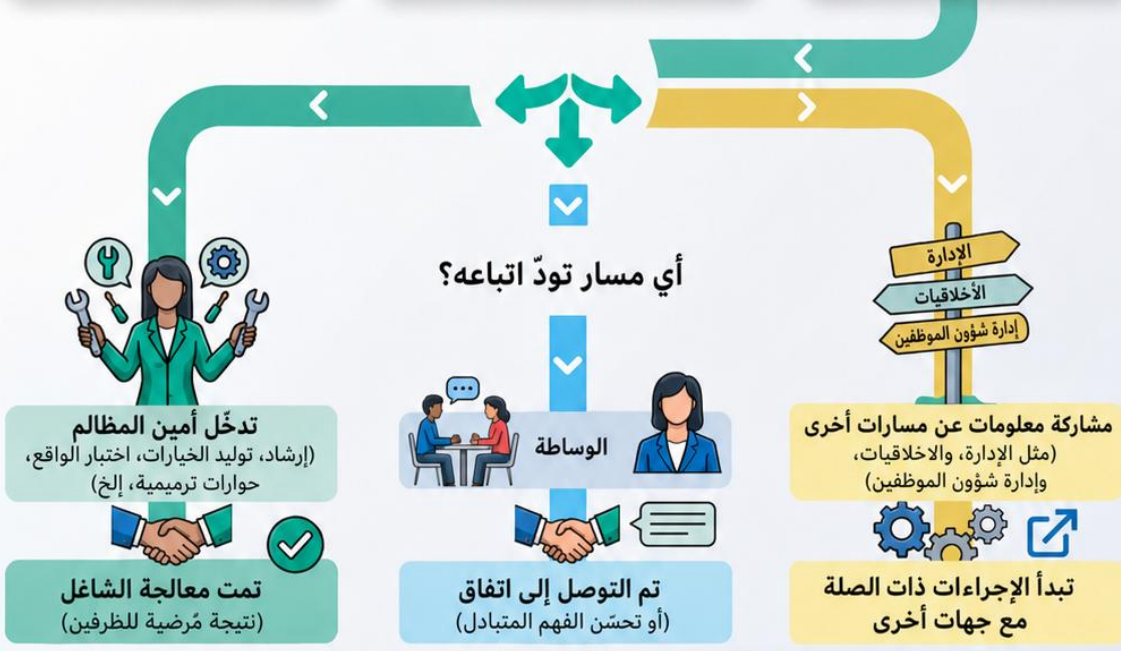 أي مسار تودّ اتباعه؟
الإدارة
الأخلاقيات
إدارة شؤون الموظفين
مشاركة معلومات عن مسارات أخرى
(مثل الإدارة، والاخلاقيات،
وإدارة شؤون الموظفين)
تبدأ الإجراءات ذات الصلة
مع جهات أخرى
الوساطة
تم التوصل إلى اتفاق
(أو تحسّن الفهم المتبادل)
تدخّل أمين المظالم
(إرشاد، توليد الخيارات، اختبار الواقع،
حوارات ترميمية، إلخ)
تمت معالجة الشاغل
(نتيجة مُرضية للظرفين)